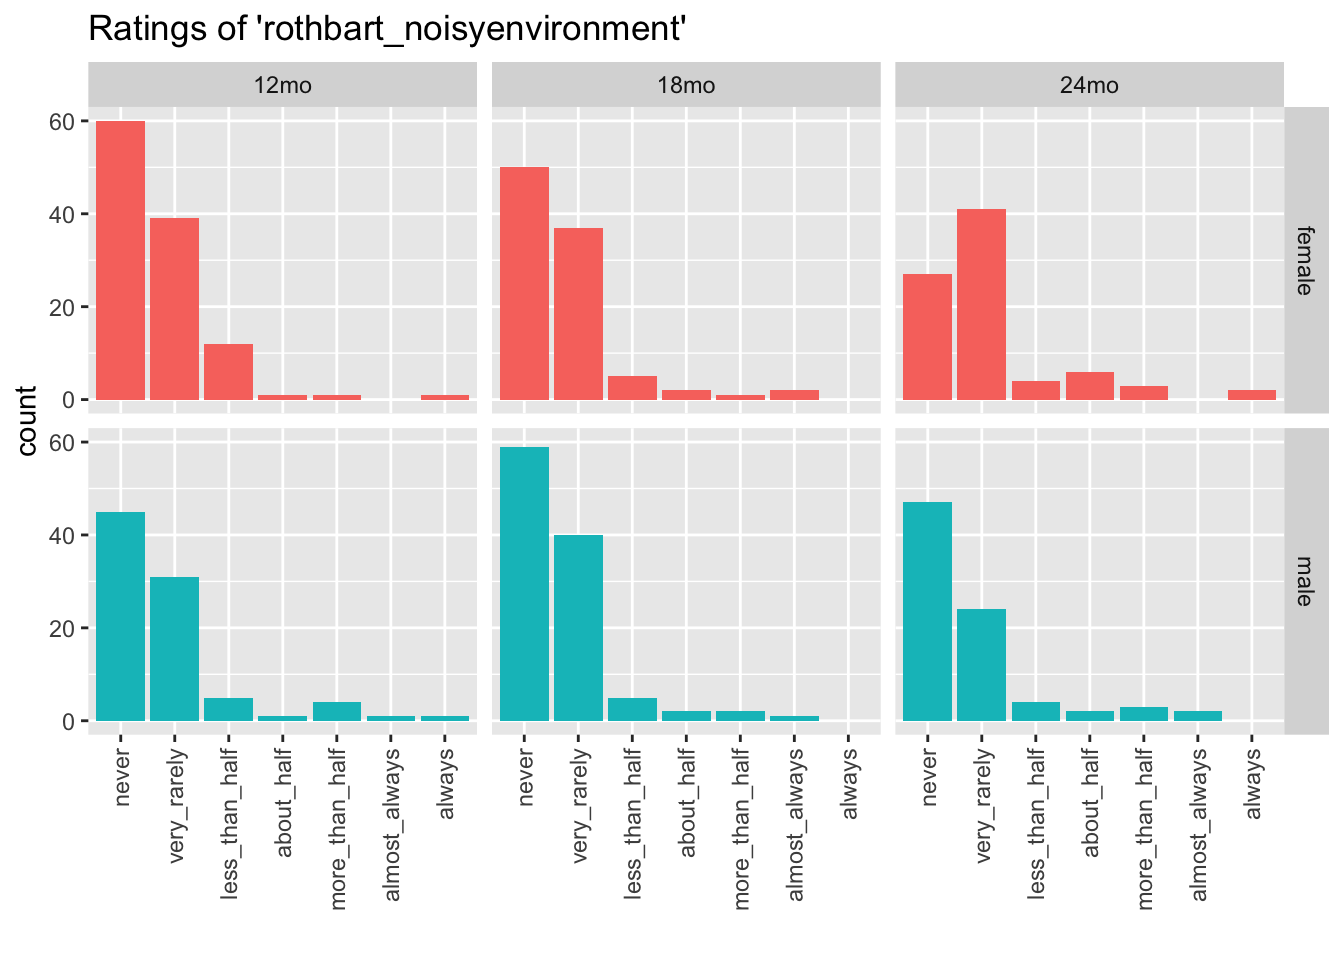 Ratings of 'rothbart_noisyenvironment'
12mo 18mo 24mo
60
40
20
0
female
count
60
40
20
0
male
never very_rarely less_than_half about_half more_than_half almost_always always never very_rarely less_than_half about_half more_than_half almost_always always never very_rarely less_than_half about_half more_than_half almost_always always